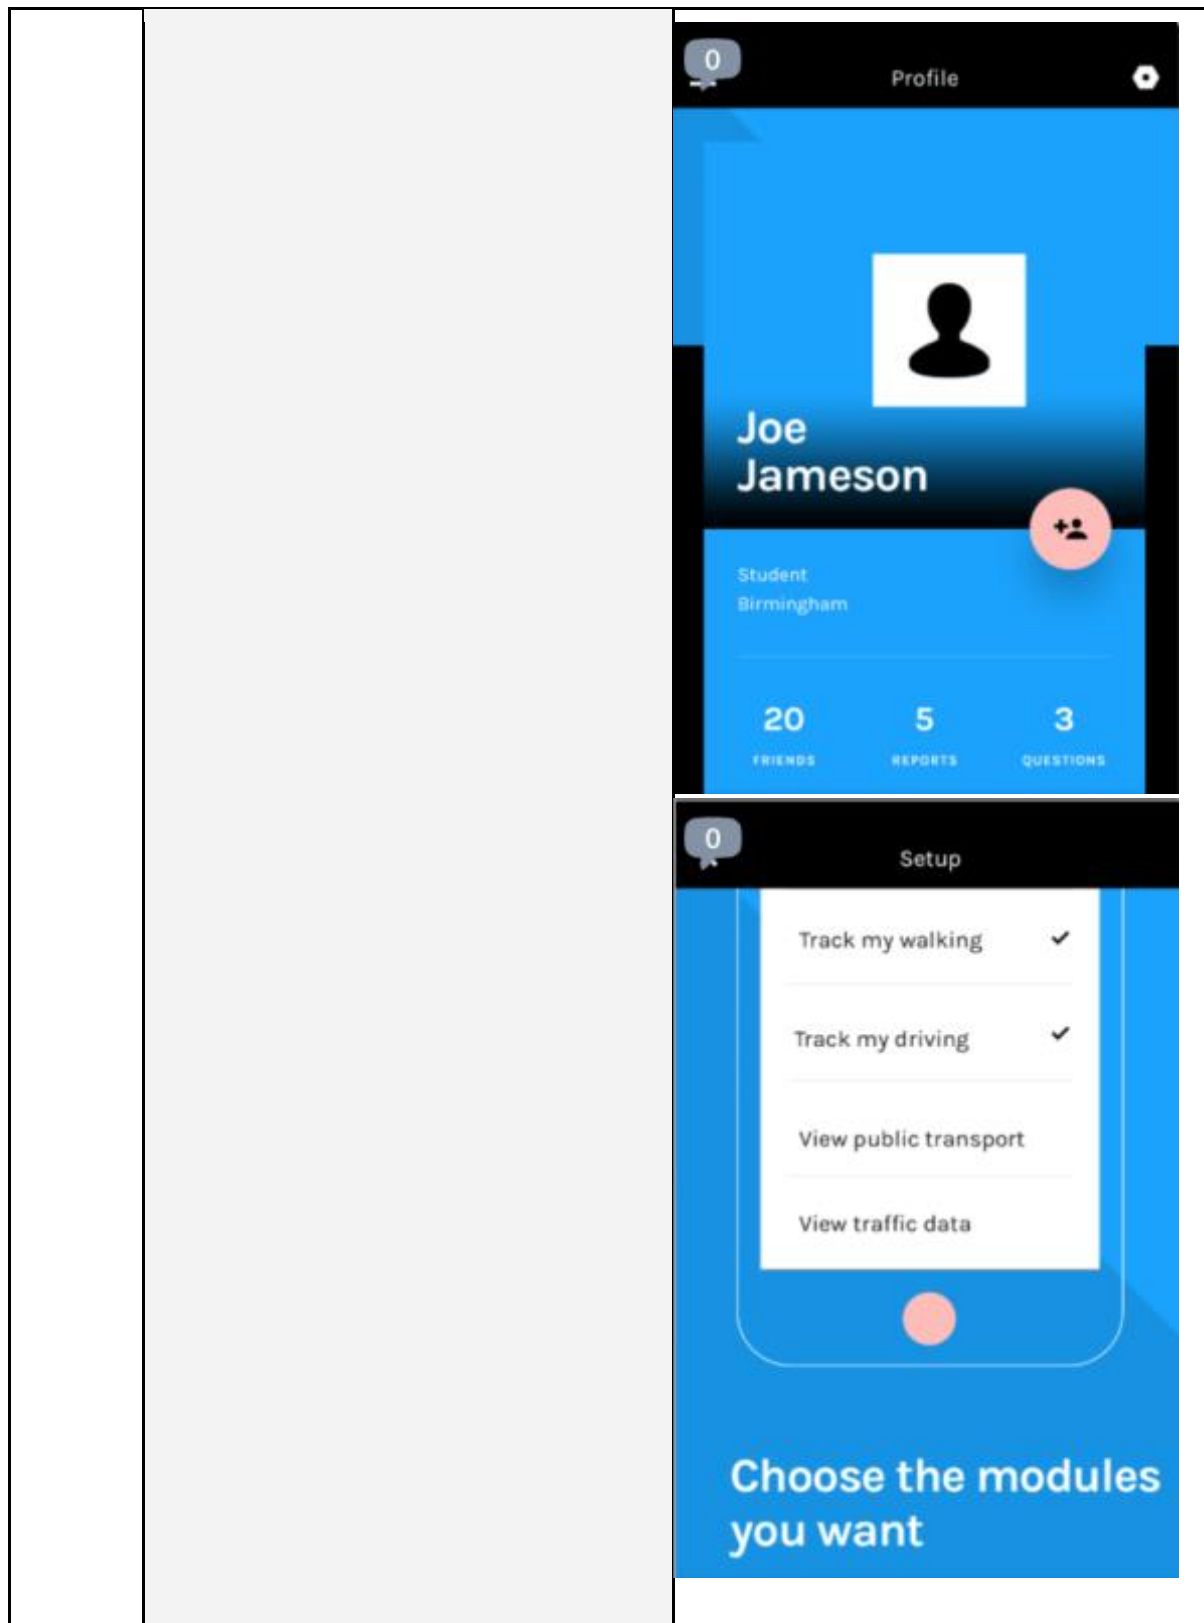 0
Profile
Joe
Jameson
Student
Birmingham
20 5 3
FRIENDS REPORTS QUESTIONS
0
Setup
Track my walking
Track my driving
View public transport
View traffic data
Choose the modules
you want